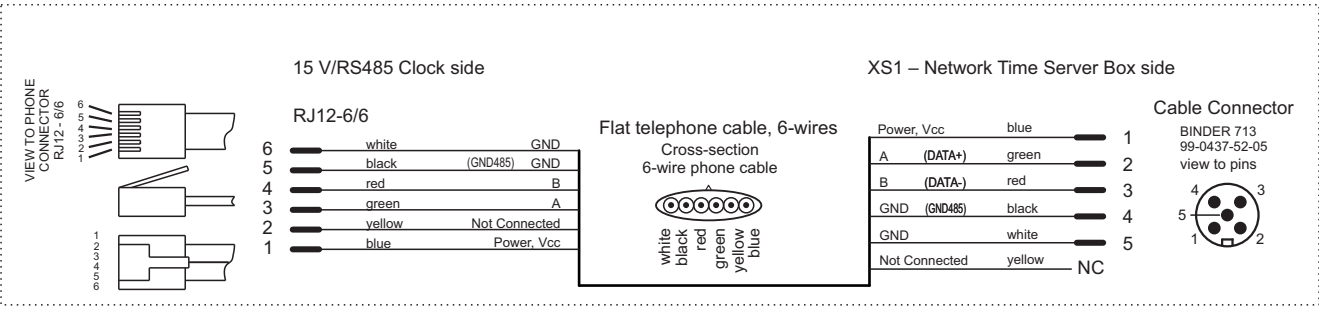 15 V/RS485 Clock side
XS1 – Network Time Server Box side
VIEW TO PHONE
CONNECTOR
RJ12 - 6/6
6
5
4
3
2
1
1
2
3
4
5
6
RJ12-6/6
6 white GND
5 black (GND485) GND
4 red B
3 green A
2 yellow Not Connected
1 blue Power, Vcc
Flat telephone cable, 6-wires
Cross-section
6-wire phone cable
white
black
red
green
yellow
blue
Power, Vcc blue 1
A (DATA+) green 2
B (DATA-) red 3
GND (GND485) black 4
GND white 5
Not Connected yellow NC
Cable Connector
BINDER 713
99-0437-52-05
view to pins
4 3
5
1 2